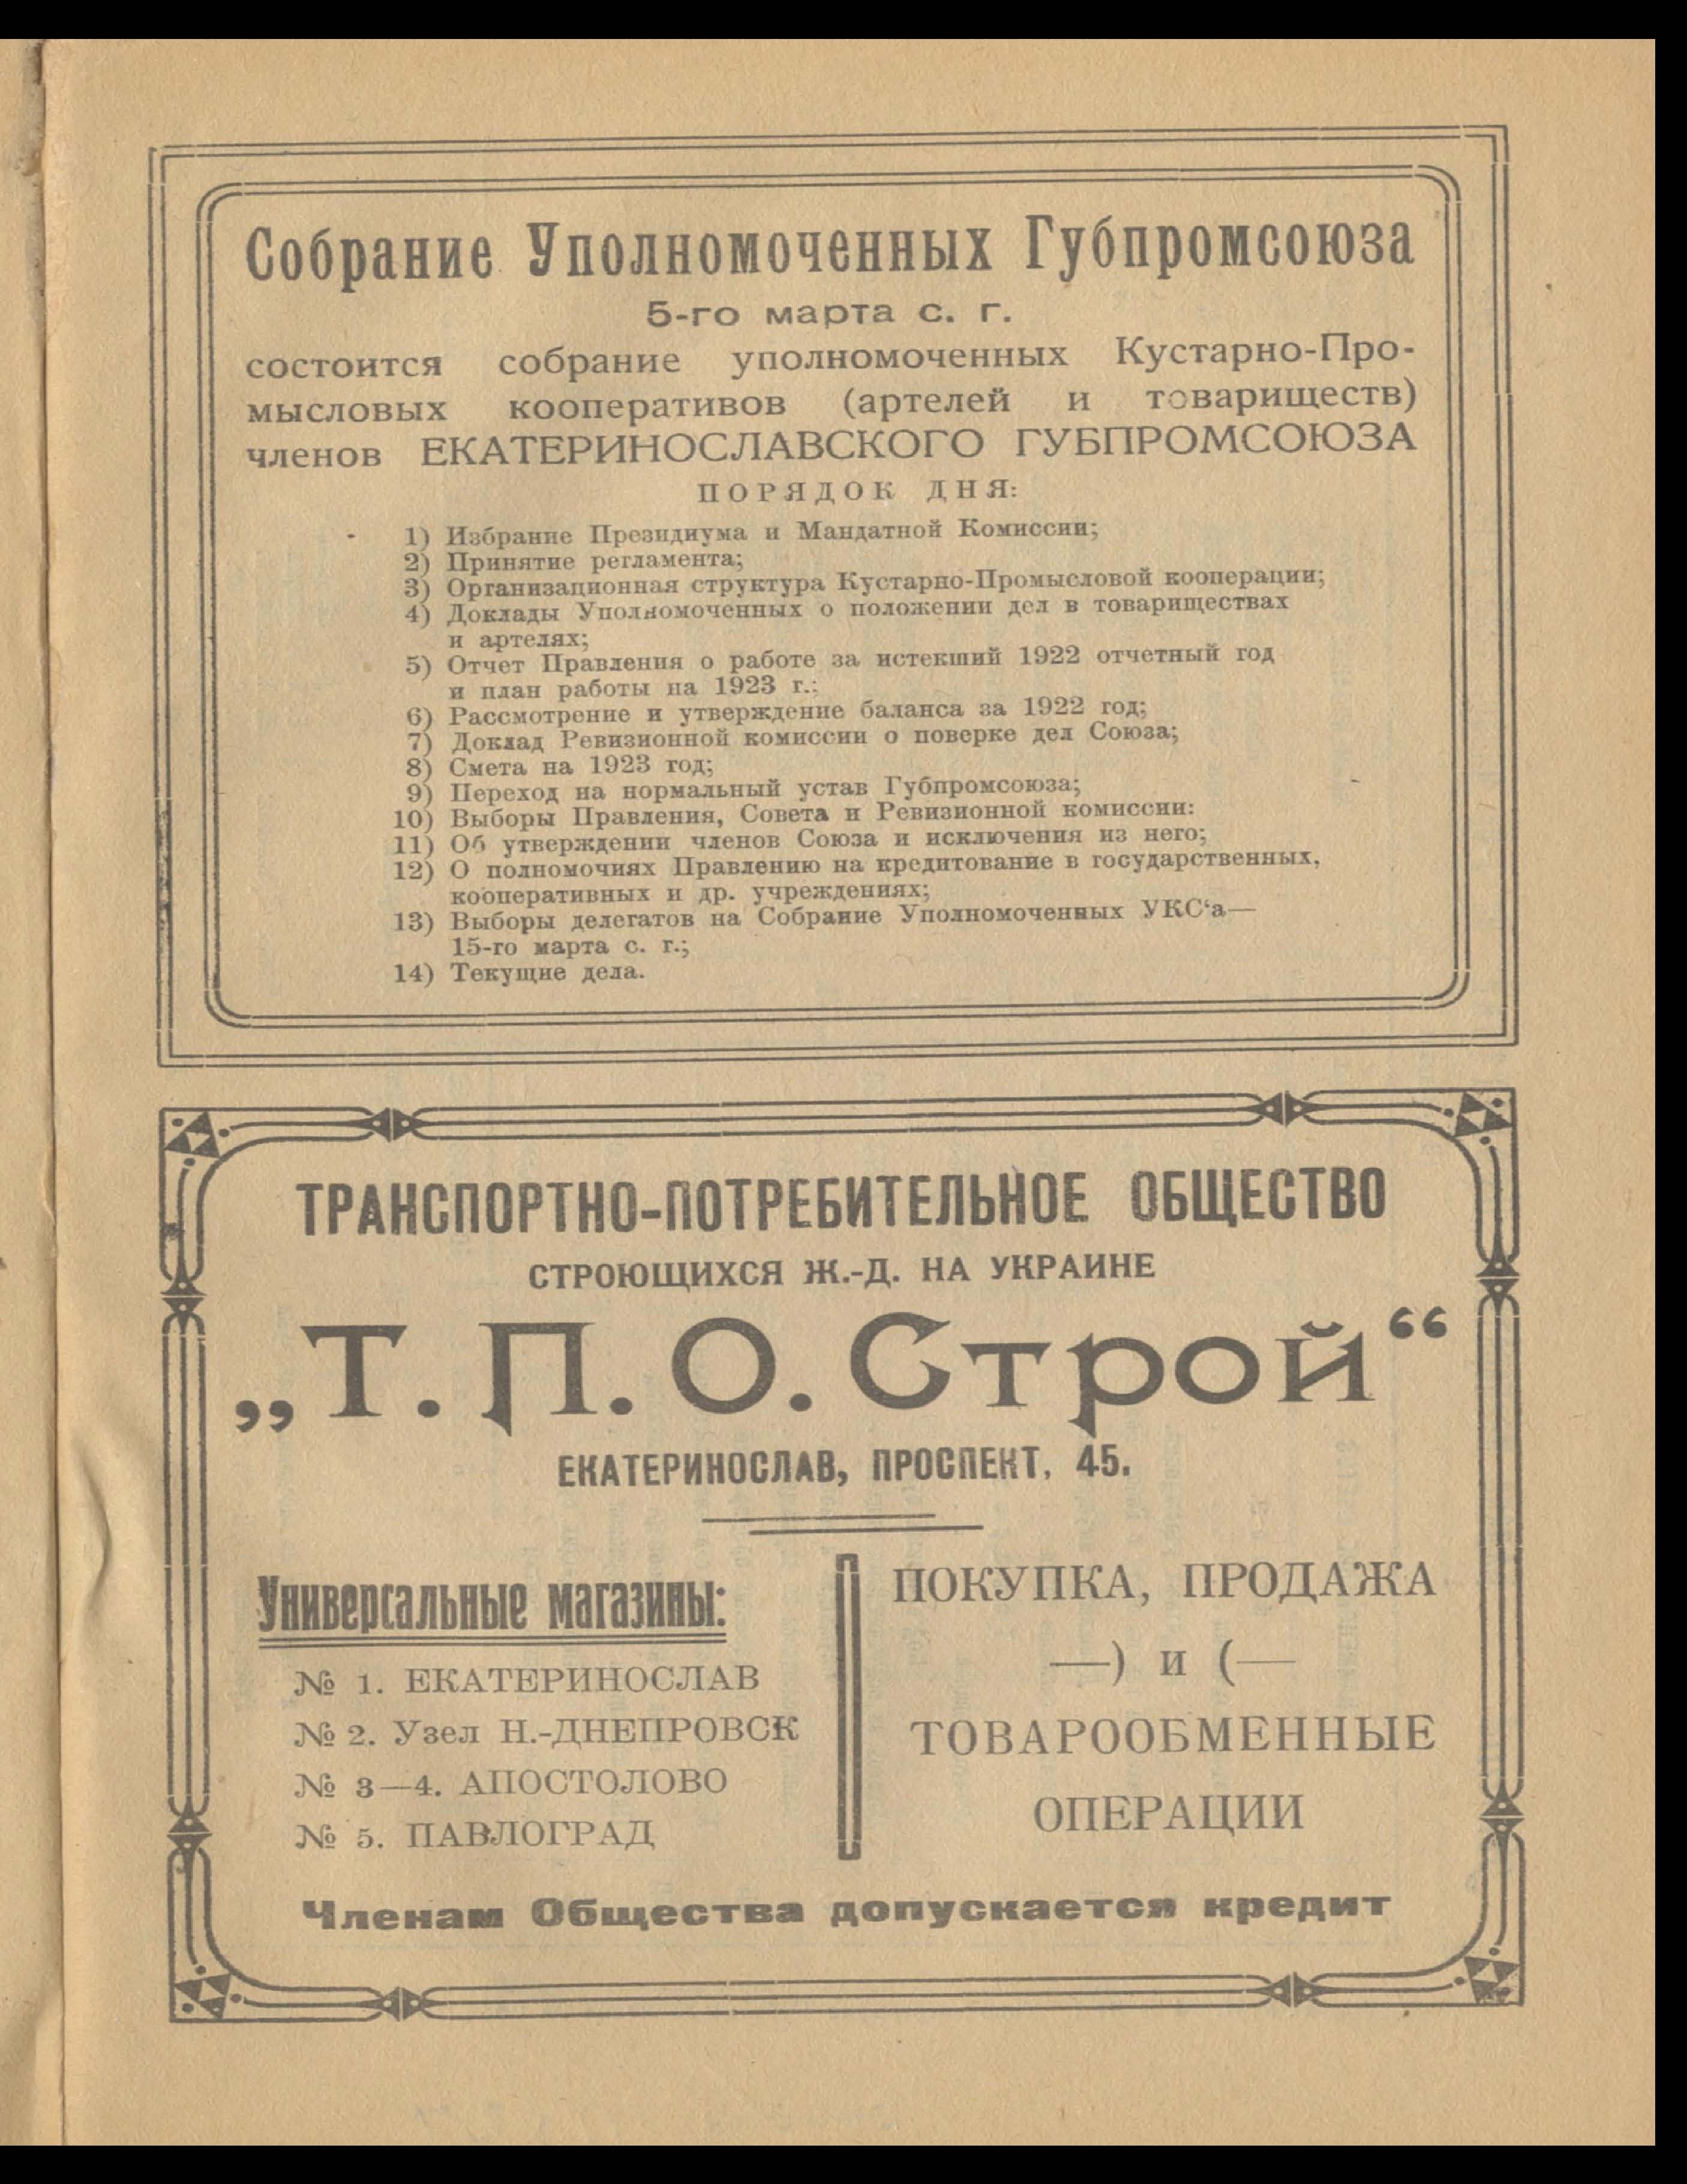 Собрание Уполномоченных Губпромсоюза
5-го марта с. г.
состоится собрание уполномоченных Кустарно-Про-
мысловых кооперативов (артелей и товариществ)
членов ЕКАТЕРИНОСЛАВСКОГО ГУБПРОМСОЮЗА
ПОРЯДОК ДНЯ:
1) Избрание Президиума и Мандатной Комиссии;
2) Принятие регламента;
3) Организационная структура Кустарно-Промысловой кооперации;
4) Доклады Уполномоченных о положении дел в товариществах
и артелях;
5) Отчет Правления о работе за истекший 1922 отчетный год
и план работы на 1923 г.;
6) Рассмотрение и утверждение баланса за 1922 год;
7) Доклад Ревизионной комиссии о поверке дел Союза;
8) Смета на 1923 год;
9) Переход на нормальный устав Губпромсоюза;
10) Выборы Правления, Совета и Ревизионной комиссии:
11) Об утверждении членов Союза и исключения из него;
12) О полномочиях Правлению на кредитование в государственных,
кооперативных и др. учреждениях;
13) Выборы делегатов на Собрание Уполномоченных УКС‘а—
15-го марта с. г.;
14) Текущие дела.
ТРАНСПОРТНО-ПОТРЕБИТЕЛЬНОЕ ОБЩЕСТВО
СТРОЮЩИХСЯ Ж.-Д. НА УКРАИНЕ
„Т. П. О. Строй“
ЕКАТЕРИНОСЛАВ, ПРОСПЕКТ, 45.
Универсальные магазины:
№ 1. ЕКАТЕРИНОСЛАВ
№ 2. Узел Н.-ДНЕПРОВСК
№ 3—4. АПОСТОЛОВО
№ 5. ПАВЛОГРАД
ПОКУПКА, ПРОДАЖА
—) и (—
ТОВАРООБМЕННЫЕ
ОПЕРАЦИИ
Членам Общества допускается кредит